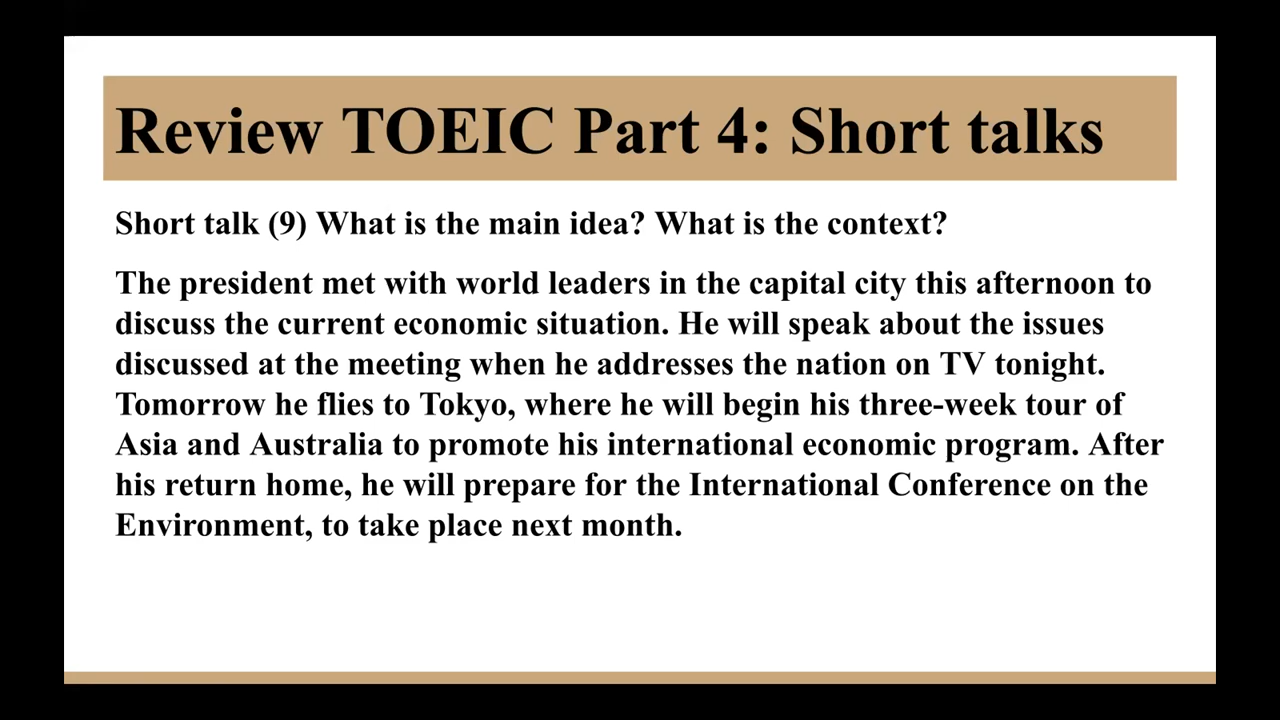 Review TOEIC Part 4: Short talks
Short talk (9) What is the main idea? What is the context?
The president met with world leaders in the capital city this afternoon to
discuss the current economic situation. He will speak about the issues
discussed at the meeting when he addresses the nation on TV tonight.
Tomorrow he flies to Tokyo, where he will begin his three-week tour of
Asia and Australia to promote his international economic program. After
his return home, he will prepare for the International Conference on the
Environment, to take place next month.